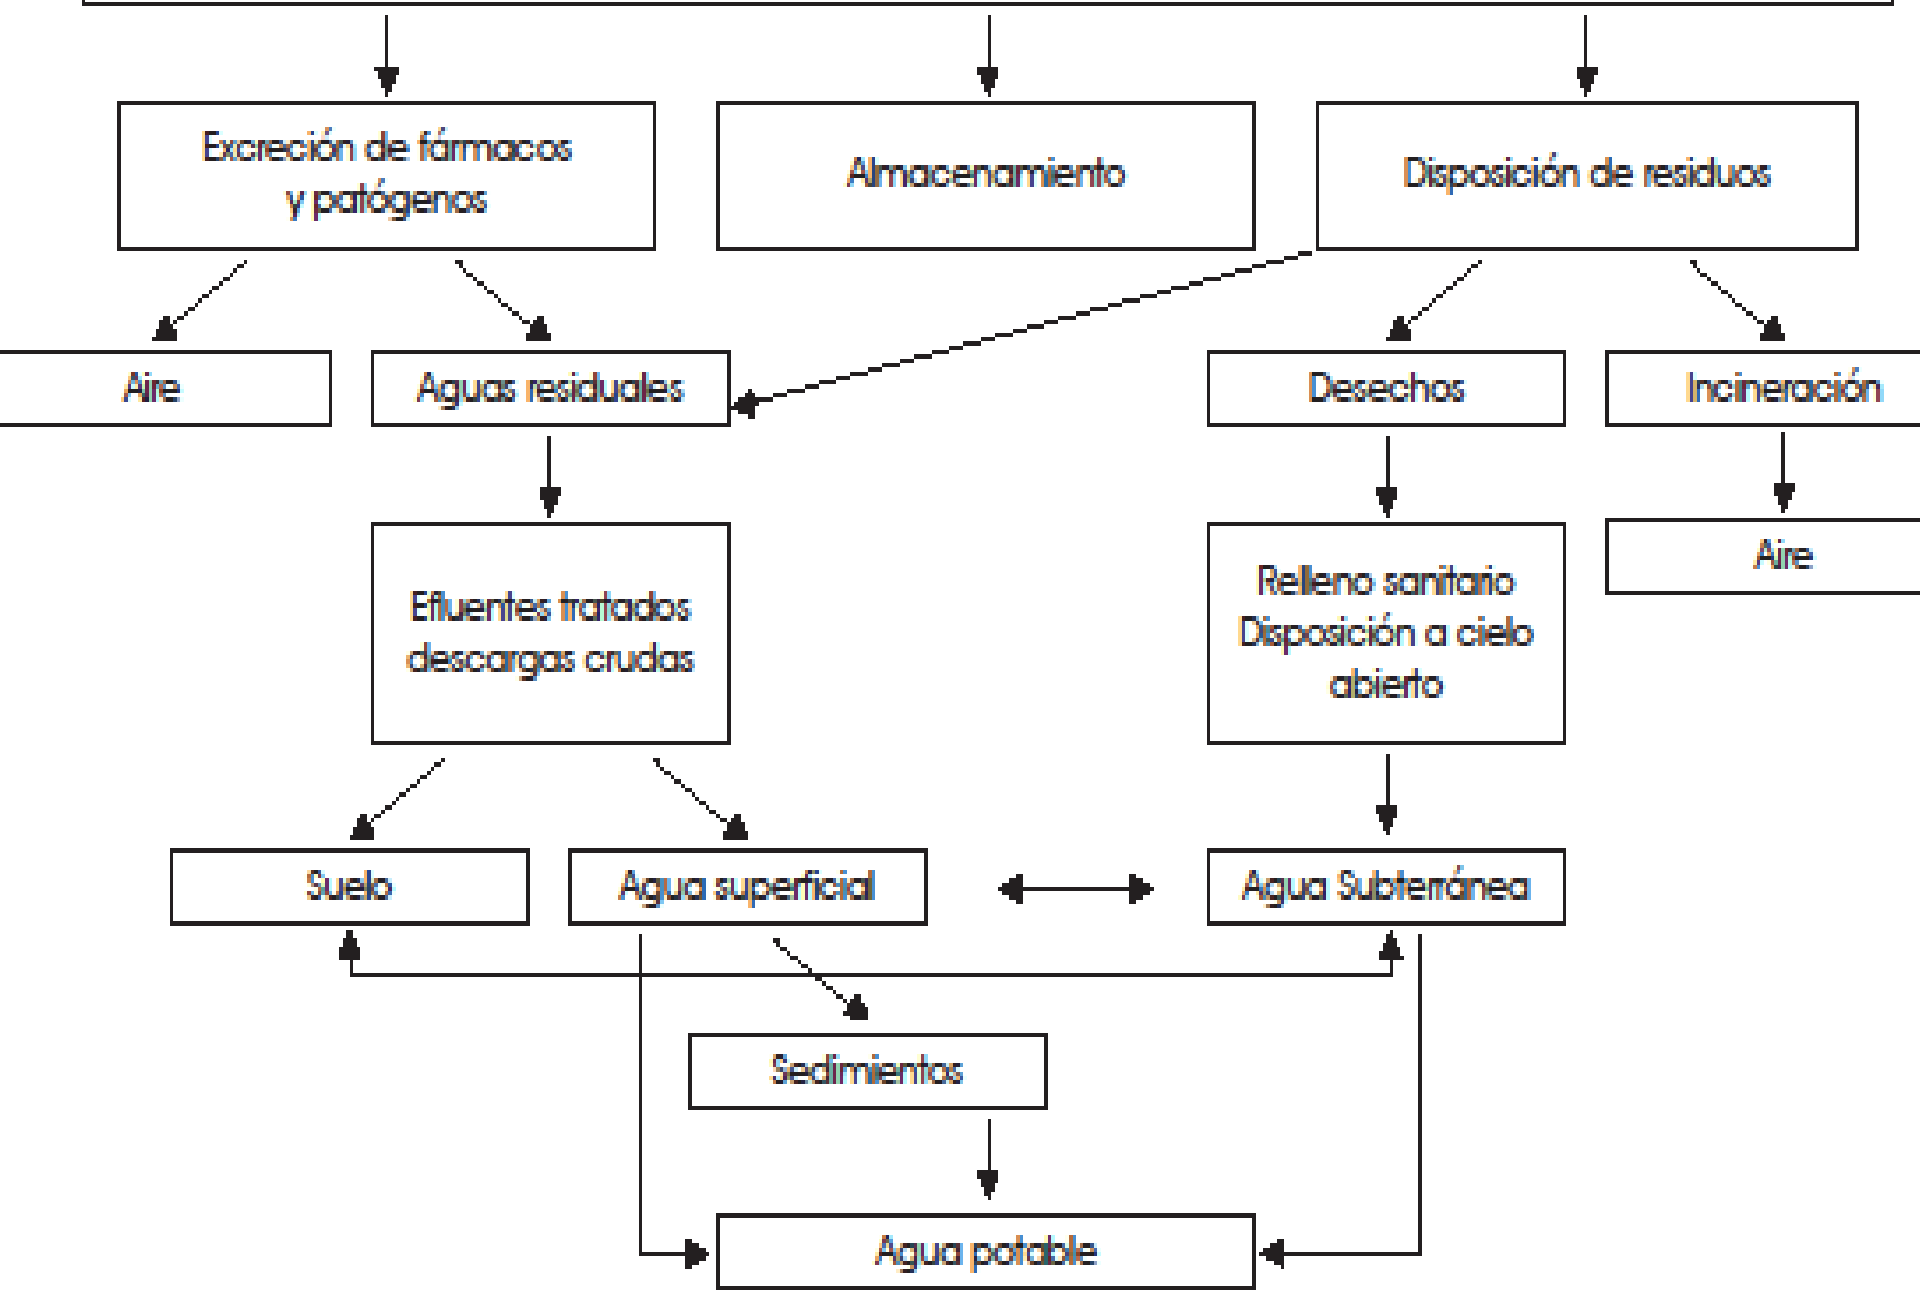 Excreción de fármacos
y patógenos
Almacenamiento
Disposición de residuos
Aire
Aguas residuales
Desechos
Incineración
Efluentes tratados
descargas crudas
Relleno sanitario
Disposición a cielo
abierto
Aire
Suelo
Agua superficial
Agua Subterránea
Sedimientos
Agua potable